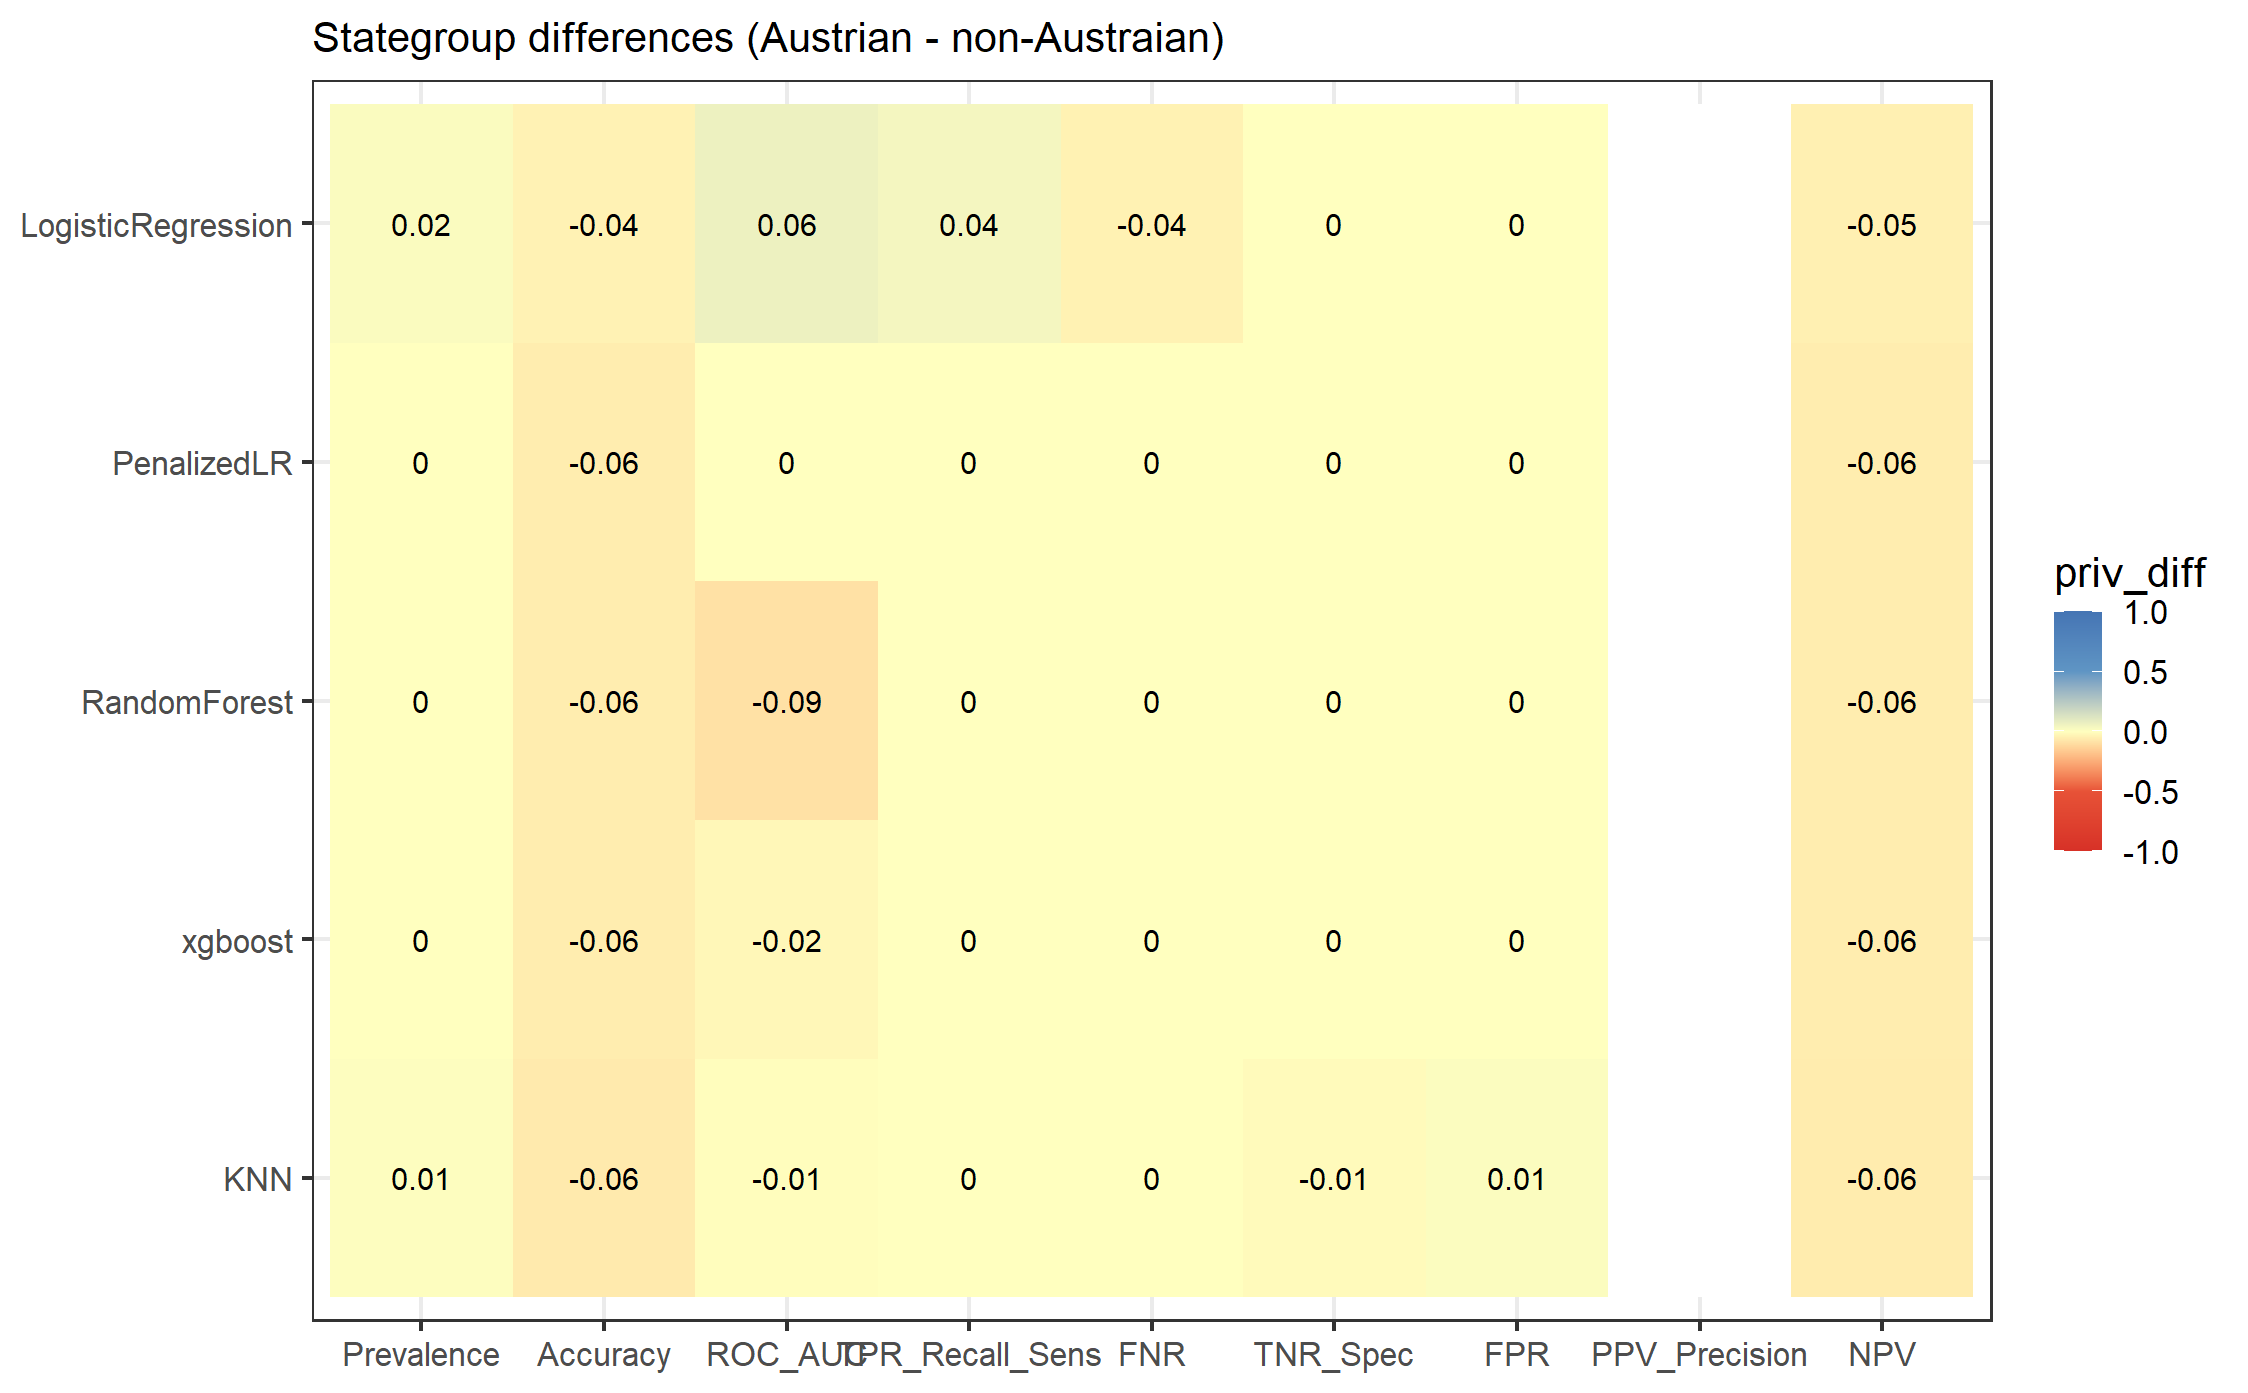 Stategroup differences (Austrian - non-Austraian)
LogisticRegression 0.02 -0.04 0.06 0.04 -0.04 0 0 -0.05
PenalizedLR 0 -0.06 0 0 0 0 0 -0.06
RandomForest 0 -0.06 -0.09 0 0 0 0 -0.06
xgboost 0 -0.06 -0.02 0 0 0 0 -0.06
KNN 0.01 -0.06 -0.01 0 0 -0.01 0.01 -0.06
Prevalence Accuracy ROC_AUC TPR_Recall_Sens FNR TNR_Spec FPR PPV_Precision NPV
priv_diff
1.0
0.5
0.0
-0.5
-1.0